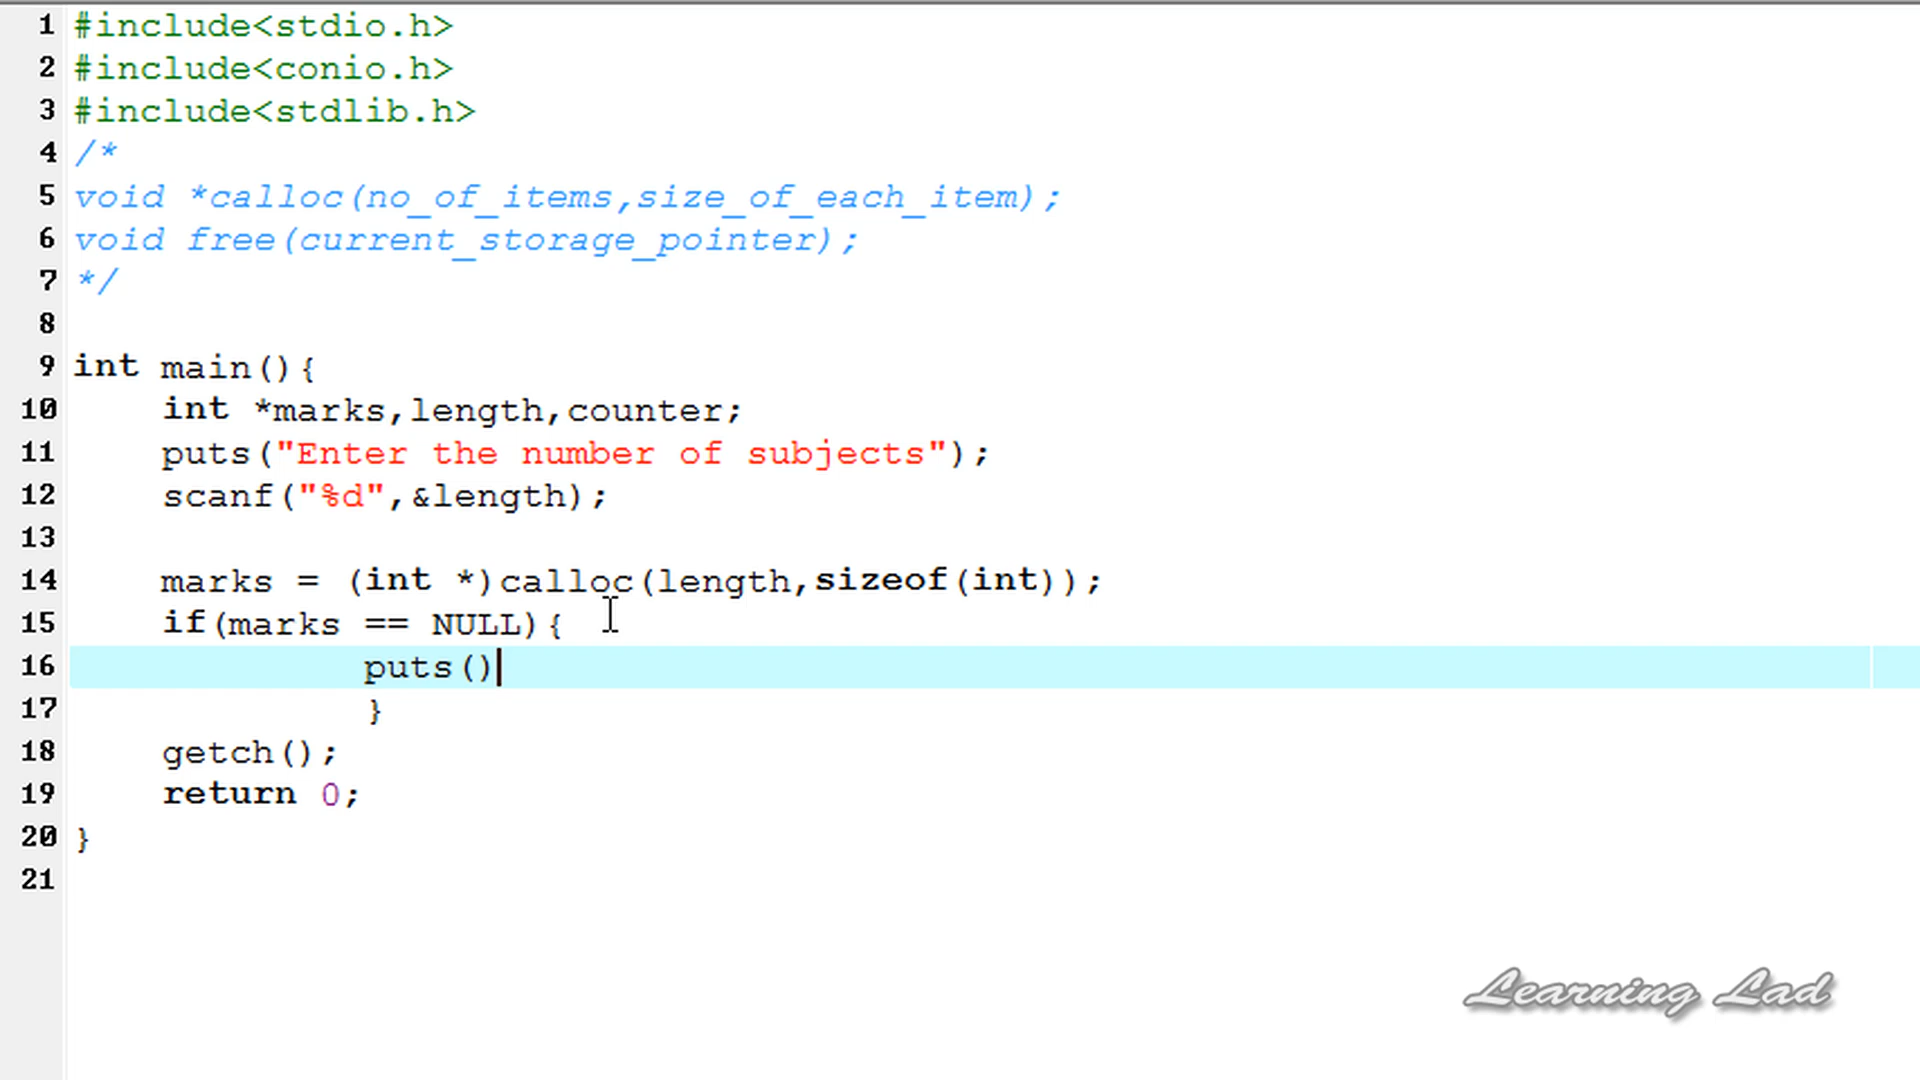 1 #include<stdio.h>
2 #include<conio.h>
3 #include<stdlib.h>
4 /*
5 void *calloc(no_of_items,size_of_each_item);
6 void free(current_storage_pointer);
7 */
8
9 int main(){
10     int *marks,length,counter;
11     puts("Enter the number of subjects");
12     scanf("%d",&length);
13
14     marks = (int *)calloc(length,sizeof(int));
15     if(marks == NULL){
16              puts()
17              }
18     getch();
19     return 0;
20 }
21
Learning Lad